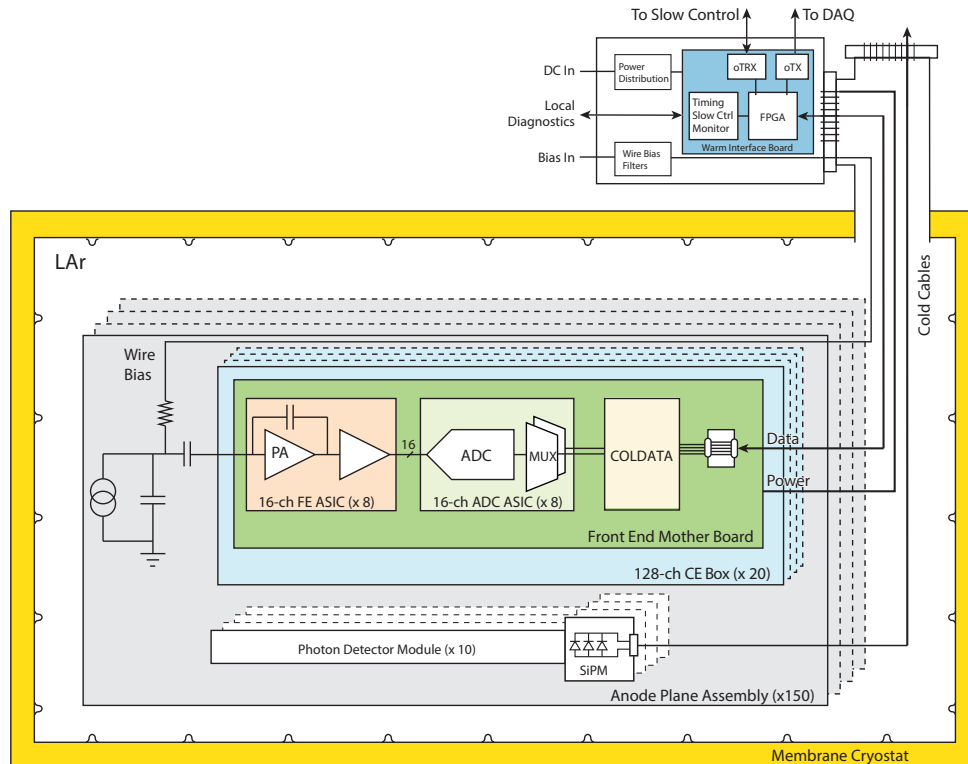 To Slow Control
To DAQ
DC In
Power
Distribution
oTRX
oTX
Local
Diagnostics
Timing
Slow Ctrl
Monitor
FPGA
Warm Interface Board
Bias In
Wire Bias
Filters
LAr
Cold Cables
Wire
Bias
PA
16
ADC
MUX
COLDATA
Data
Power
16-ch FE ASIC (x 8)
16-ch ADC ASIC (x 8)
Front End Mother Board
128-ch CE Box (x 20)
Photon Detector Module (x 10)
SiPM
Anode Plane Assembly (x150)
Membrane Cryostat